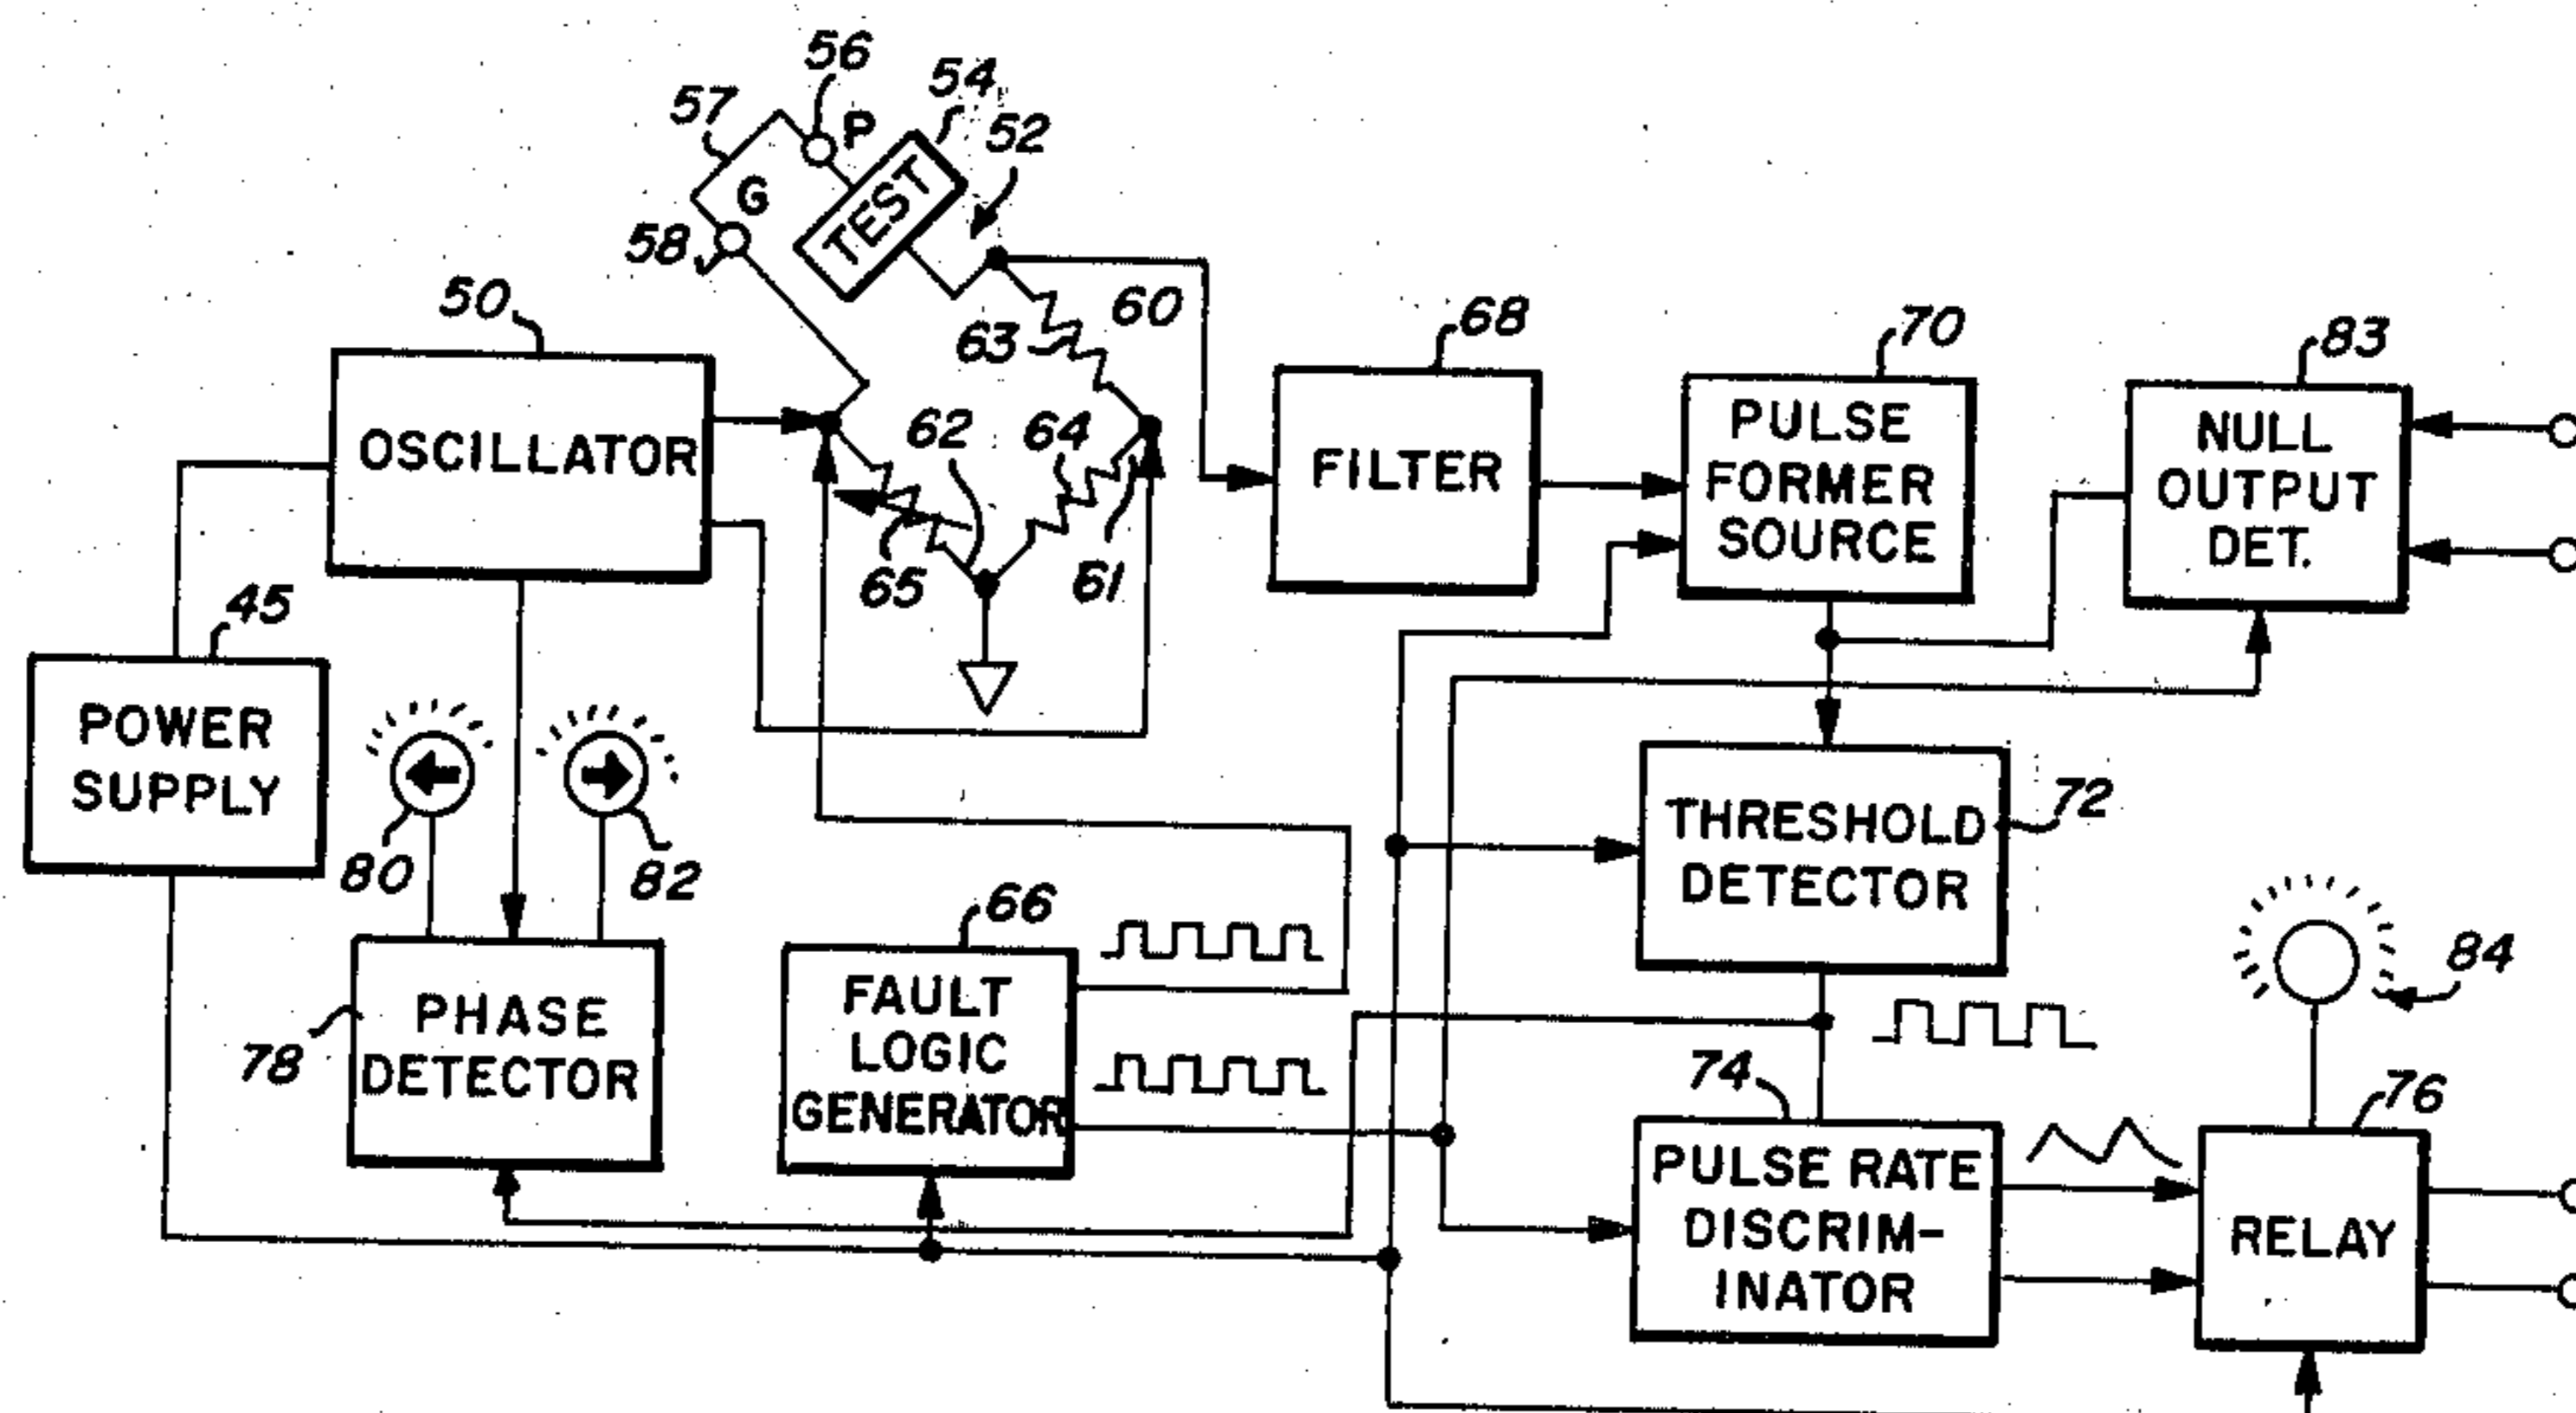 56
54
57
P
52
G
TEST
58
50
60
63
68
70
83
OSCILLATOR
62
64
65
61
FILTER
PULSE
FORMER
SOURCE
NULL
OUTPUT
DET.
45
POWER
SUPPLY
80
82
THRESHOLD
DETECTOR
72
66
84
78
PHASE
DETECTOR
FAULT
LOGIC
GENERATOR
74
76
PULSE RATE
DISCRIM-
INATOR
RELAY